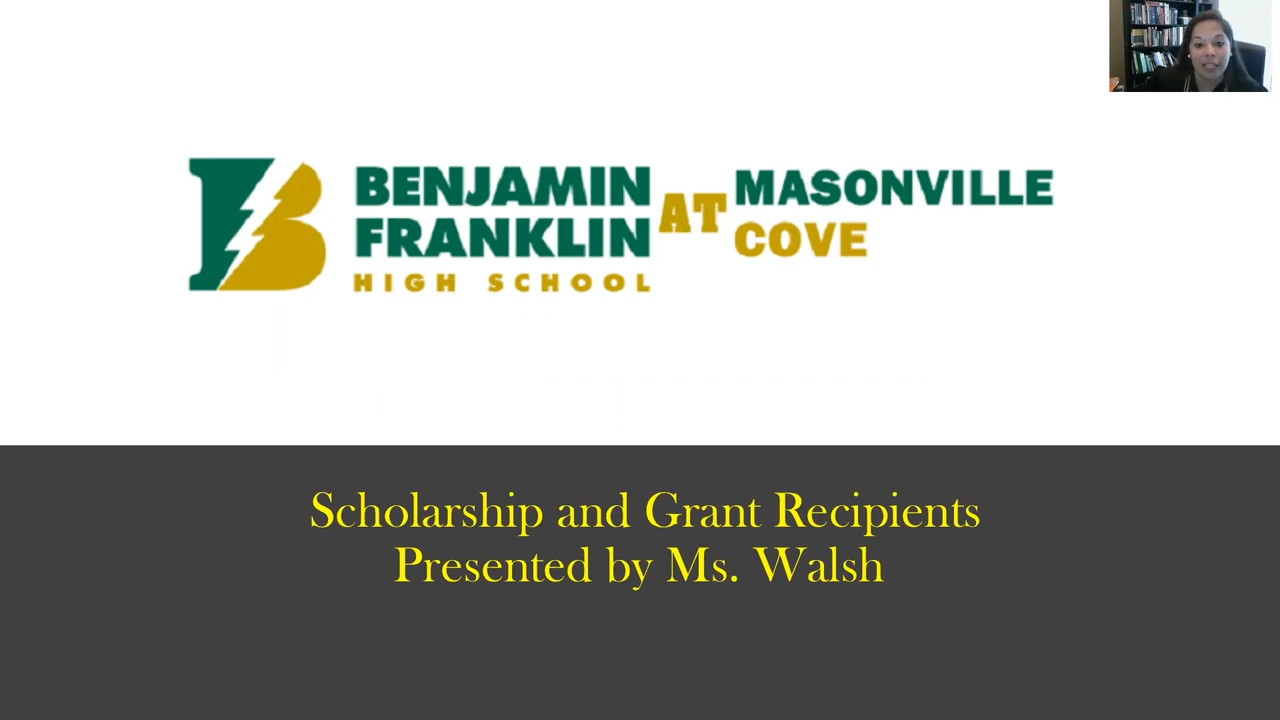 BENJAMIN
FRANKLIN
HIGH SCHOOL
AT
MASONVILLE
COVE
Scholarship and Grant Recipients
Presented by Ms. Walsh